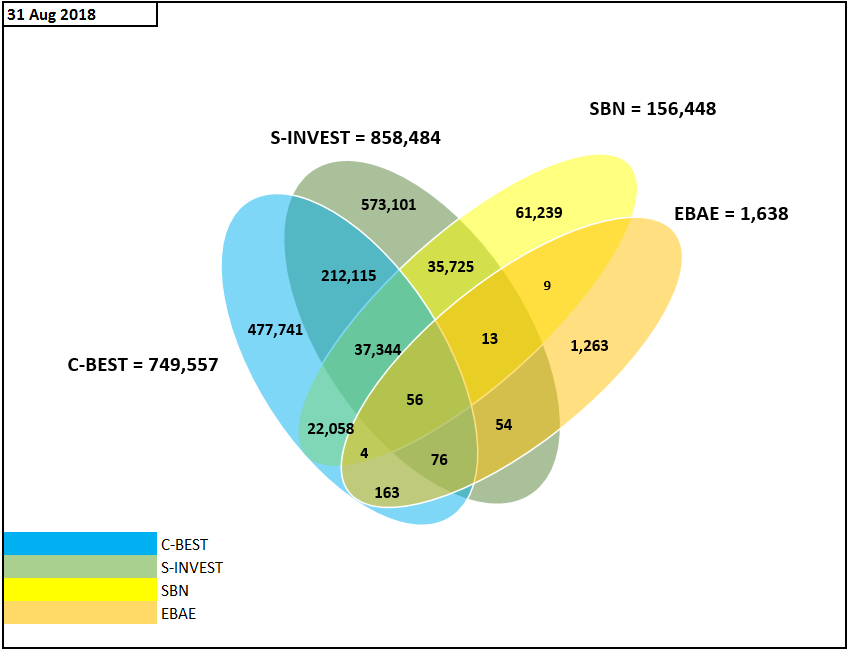 31 Aug 2018
SBN = 156,448
S-INVEST = 858,484
573,101
61,239
EBAE = 1,638
35,725
212,115
9
477,741
13
1,263
37,344
C-BEST = 749,557
56
54
22,058
4
76
163
C-BEST
S-INVEST
SBN
EBAE